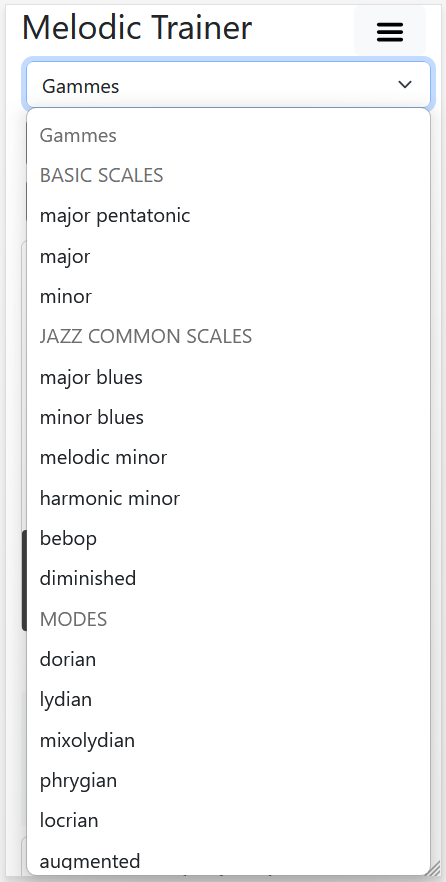 Melodic Trainer
Gammes
Gammes
BASIC SCALES
major pentatonic
major
minor
JAZZ COMMON SCALES
major blues
minor blues
melodic minor
harmonic minor
bebop
diminished
MODES
dorian
lydian
mixolydian
phrygian
locrian
augmented